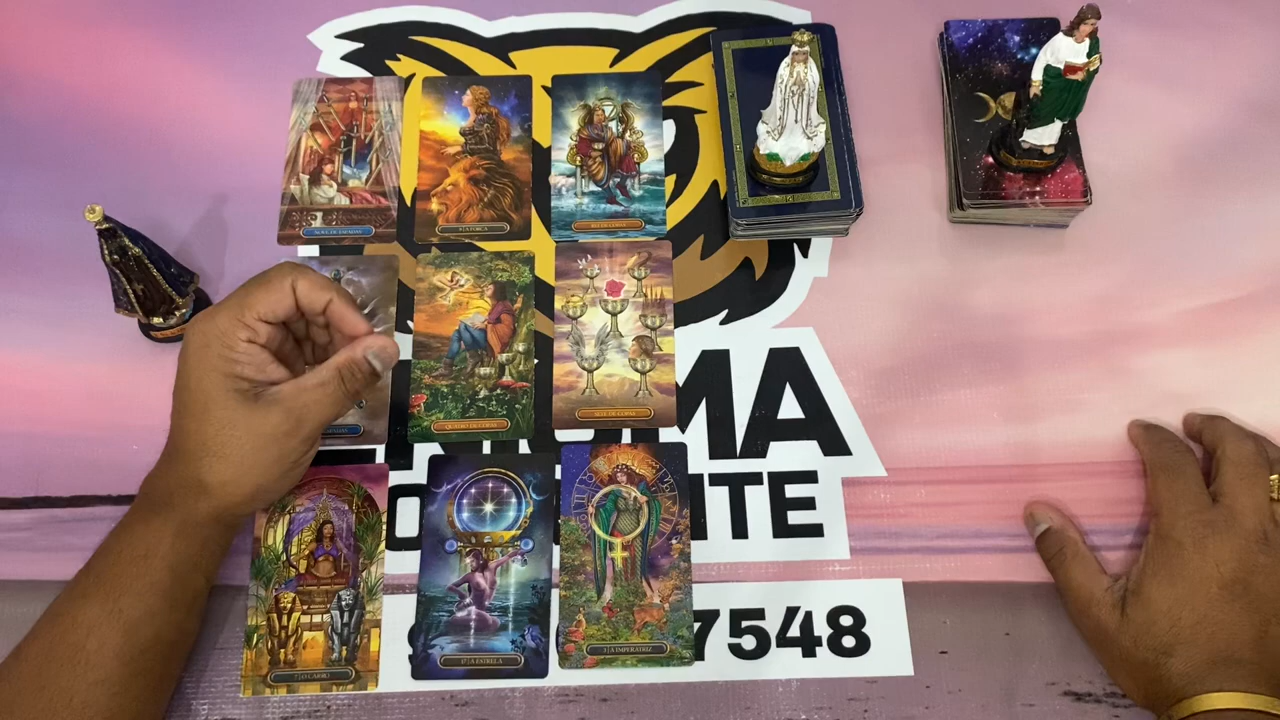 NOVE DE ESPADAS
8 | A FORÇA
REI DE COPAS
QUATRO DE COPAS
SETE DE COPAS
MA
NTE
7548
7 | O CARRO
17 | A ESTRELA
3 | A IMPERATRIZ